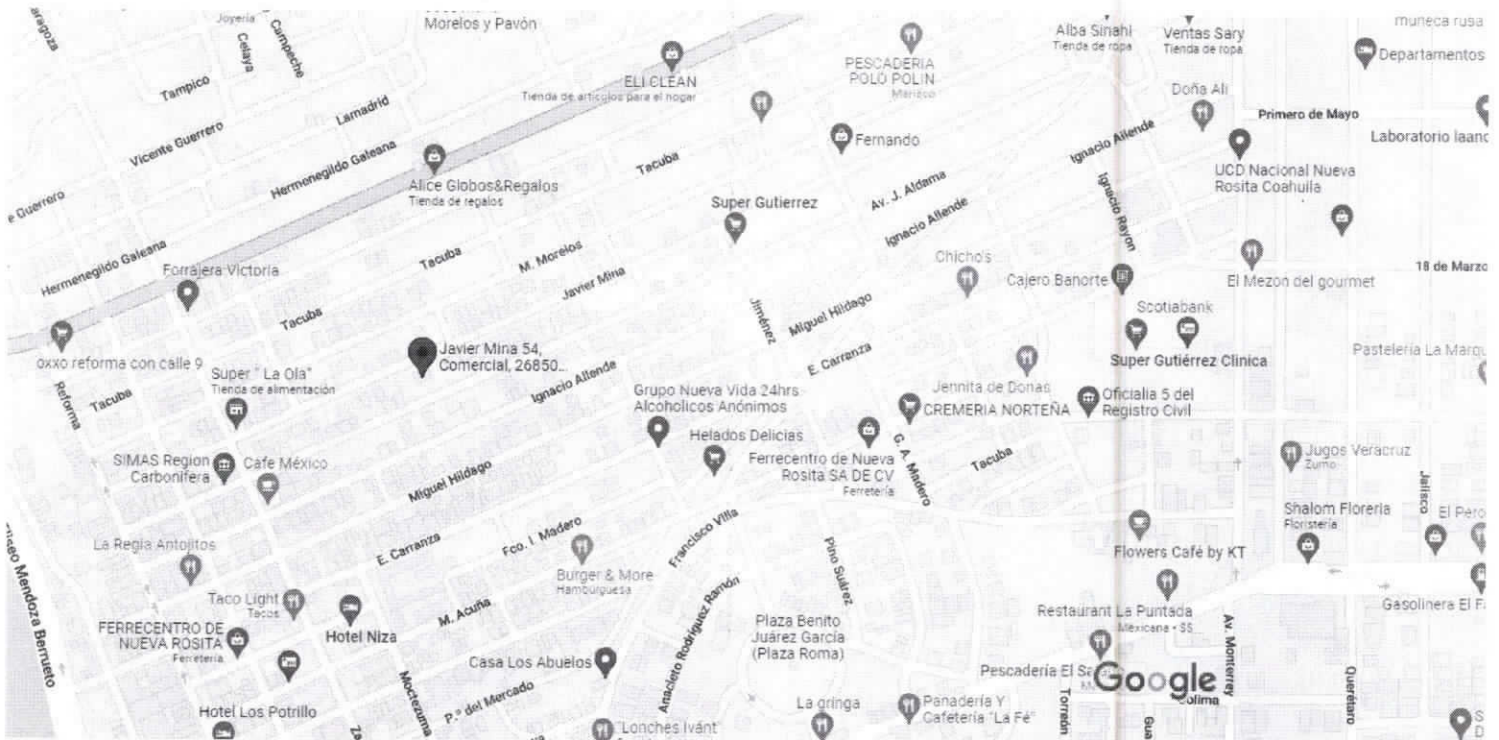 Joyería
Morelos y Pavón
Celaya
Campeche
Tampico
Lamadrid
Vicente Guerrero
Hermenegildo Galeana
e Guerrero
Hermenegildo Galeana
ELI CLEAN
Tienda de artículos para el hogar
PESCADERIA
POLO POLIN
Marisco
Alba Sinahi
Tienda de ropa
Ventas Sary
Tienda de ropa
muñeca rusa
Departamentos
Doña Ali
Primero de Mayo
Laboratorio laanc
Fernando
Ignacio Allende
UCD Nacional Nueva
Rosita Coahuila
Alice Globos&Regalos
Tienda de regalos
Tacuba
Super Gutierrez
Av. J. Aldama
Ignacio Allende
Ignacio Rayon
Forrajera Victoria
Tacuba
M. Morelos
Javier Mina
Chicho's
Cajero Banorte
El Mezon del gourmet
18 de Marzo
Tacuba
Jiménez
Miguel Hildago
Scotiabank
oxxo reforma con calle 9
Javier Mina 54,
Comercial, 26850...
E. Carranza
Super Gutiérrez Clinica
Pastelería La Marqu
Reforma
Tacuba
Super " La Ola"
Tienda de alimentación
Ignacio Allende
Grupo Nueva Vida 24hrs
Alcoholicos Anónimos
Jennita de Donas
CREMERIA NORTEÑA
Oficialia 5 del
Registro Civil
Helados Delicias
Ferrecentro de Nueva
Rosita SA DE CV
Ferretería
G. A. Madero
Tacuba
SIMAS Region
Carbonifera
Cafe México
Miguel Hildago
Jugos Veracruz
Zumo
Jalisco
Shalom Floreria
Floristería
El Pero
La Regia Antojitos
E. Carranza
Fco. I. Madero
Francisco Villa
Pino Suárez
Flowers Café by KT
Burger & More
Hamburguesa
Taco Light
Tacos
Hotel Niza
M. Acuña
Anacleto Rodríguez Ramón
Plaza Benito
Juárez García
(Plaza Roma)
Restaurant La Puntada
Mexicana • $$
Gasolinera El F
FERRECENTRO DE
NUEVA ROSITA
Ferretería
Mendoza Berrueto
Casa Los Abuelos
Pescadería El Sa
Google
Av. Monterrey
Querétaro
Moctezuma
P.º del Mercado
Hotel Los Potrillo
Lonches Ivánt
La gringa
Panadería Y
Cafetería "La Fé"
Torreón
olima
Gua